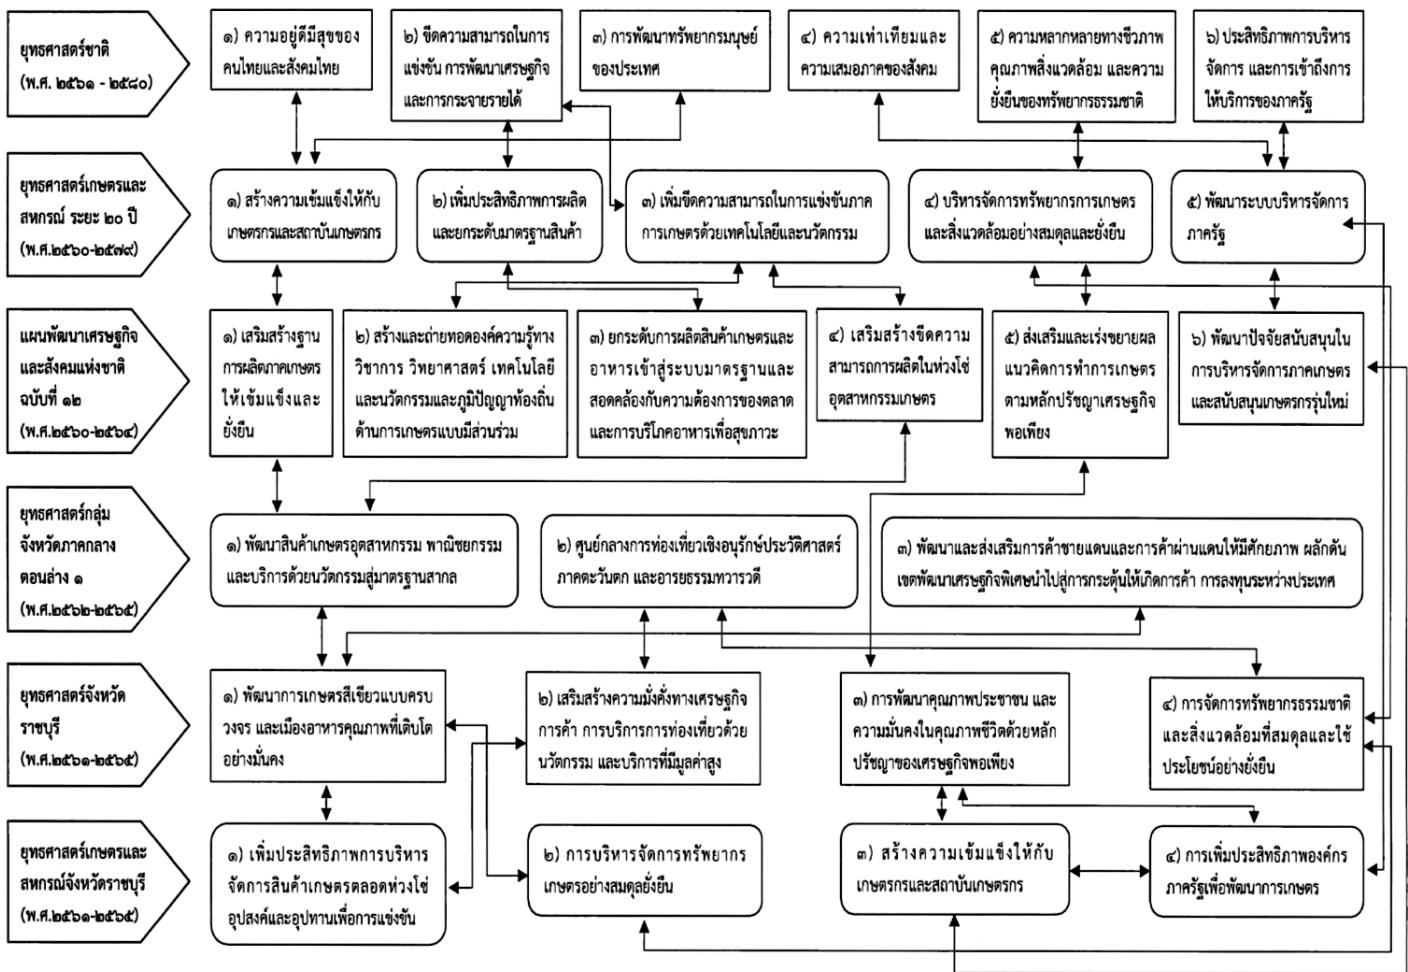 ยุทธศาสตร์ชาติ
(พ.ศ. ๒๕๖๑ - ๒๕๘๐)
๑) ความอยู่ดีมีสุขของ
คนไทยและสังคมไทย
๒) ขีดความสามารถในการ
แข่งขัน การพัฒนาเศรษฐกิจ
และการกระจายรายได้
๓) การพัฒนาทรัพยากรมนุษย์
ของประเทศ
๔) ความเท่าเทียมและ
ความเสมอภาคของสังคม
๕) ความหลากหลายทางชีวภาพ
คุณภาพสิ่งแวดล้อม และความ
ยั่งยืนของทรัพยากรธรรมชาติ
๖) ประสิทธิภาพการบริหาร
จัดการ และการเข้าถึงการ
ให้บริการของภาครัฐ
ยุทธศาสตร์เกษตรและ
สหกรณ์ ระยะ ๒๐ ปี
(พ.ศ.๒๕๖๐-๒๕๗๙)
๑) สร้างความเข้มแข็งให้กับ
เกษตรกรและสถาบันเกษตรกร
๒) เพิ่มประสิทธิภาพการผลิต
และยกระดับมาตรฐานสินค้า
๓) เพิ่มขีดความสามารถในการแข่งขันภาค
การเกษตรด้วยเทคโนโลยีและนวัตกรรม
๔) บริหารจัดการทรัพยากรการเกษตร
และสิ่งแวดล้อมอย่างสมดุลและยั่งยืน
๕) พัฒนาระบบบริหารจัดการ
ภาครัฐ
แผนพัฒนาเศรษฐกิจ
และสังคมแห่งชาติ
ฉบับที่ ๑๒
(พ.ศ.๒๕๖๐-๒๕๖๔)
๑) เสริมสร้างฐาน
การผลิตภาคเกษตร
ให้เข้มแข็งและ
ยั่งยืน
๒) สร้างและถ่ายทอดองค์ความรู้ทาง
วิชาการ วิทยาศาสตร์ เทคโนโลยี
และนวัตกรรมและภูมิปัญญาท้องถิ่น
ด้านการเกษตรแบบมีส่วนร่วม
๓) ยกระดับการผลิตสินค้าเกษตรและ
อาหารเข้าสู่ระบบมาตรฐานและ
สอดคล้องกับความต้องการของตลาด
และการบริโภคอาหารเพื่อสุขภาวะ
๔) เสริมสร้างขีดความ
สามารถการผลิตในห่วงโซ่
อุตสาหกรรมเกษตร
๕) ส่งเสริมและเร่งขยายผล
แนวคิดการทำการเกษตร
ตามหลักปรัชญาเศรษฐกิจ
พอเพียง
๖) พัฒนาปัจจัยสนับสนุนใน
การบริหารจัดการภาคเกษตร
และสนับสนุนเกษตรกรรุ่นใหม่
ยุทธศาสตร์กลุ่ม
จังหวัดภาคกลาง
ตอนล่าง ๑
(พ.ศ.๒๕๖๒-๒๕๖๕)
๑) พัฒนาสินค้าเกษตรอุตสาหกรรม พาณิชยกรรม
และบริการด้วยนวัตกรรมสู่มาตรฐานสากล
๒) ศูนย์กลางการท่องเที่ยวเชิงอนุรักษ์ประวัติศาสตร์
ภาคตะวันตก และอารยธรรมทวารวดี
๓) พัฒนาและส่งเสริมการค้าชายแดนและการค้าผ่านแดนให้มีศักยภาพ ผลักดัน
เขตพัฒนาเศรษฐกิจพิเศษนำไปสู่การกระตุ้นให้เกิดการค้า การลงทุนระหว่างประเทศ
ยุทธศาสตร์จังหวัด
ราชบุรี
(พ.ศ.๒๕๖๑-๒๕๖๕)
๑) พัฒนาการเกษตรสีเขียวแบบครบ
วงจร และเมืองอาหารคุณภาพที่เติบโต
อย่างมั่นคง
๒) เสริมสร้างความมั่งคั่งทางเศรษฐกิจ
การค้า การบริการการท่องเที่ยวด้วย
นวัตกรรม และบริการที่มีมูลค่าสูง
๓) การพัฒนาคุณภาพประชาชน และ
ความมั่นคงในคุณภาพชีวิตด้วยหลัก
ปรัชญาของเศรษฐกิจพอเพียง
๔) การจัดการทรัพยากรธรรมชาติ
และสิ่งแวดล้อมที่สมดุลและใช้
ประโยชน์อย่างยั่งยืน
ยุทธศาสตร์เกษตรและ
สหกรณ์จังหวัดราชบุรี
(พ.ศ.๒๕๖๑-๒๕๖๕)
๑) เพิ่มประสิทธิภาพการบริหาร
จัดการสินค้าเกษตรตลอดห่วงโซ่
อุปสงค์และอุปทานเพื่อการแข่งขัน
๒) การบริหารจัดการทรัพยากร
เกษตรอย่างสมดุลยั่งยืน
๓) สร้างความเข้มแข็งให้กับ
เกษตรกรและสถาบันเกษตรกร
๔) การเพิ่มประสิทธิภาพองค์กร
ภาครัฐเพื่อพัฒนาการเกษตร